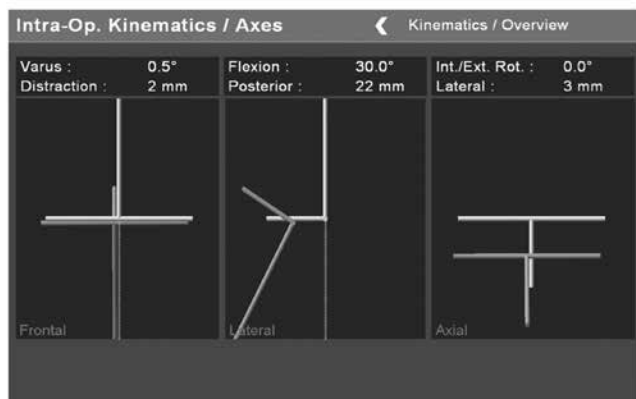 Intra-Op. Kinematics / Axes
Kinematics / Overview
Varus : 0.5°
Distraction : 2 mm
Flexion : 30.0°
Posterior : 22 mm
Int./Ext. Rot. : 0.0°
Lateral : 3 mm
Frontal
Lateral
Axial